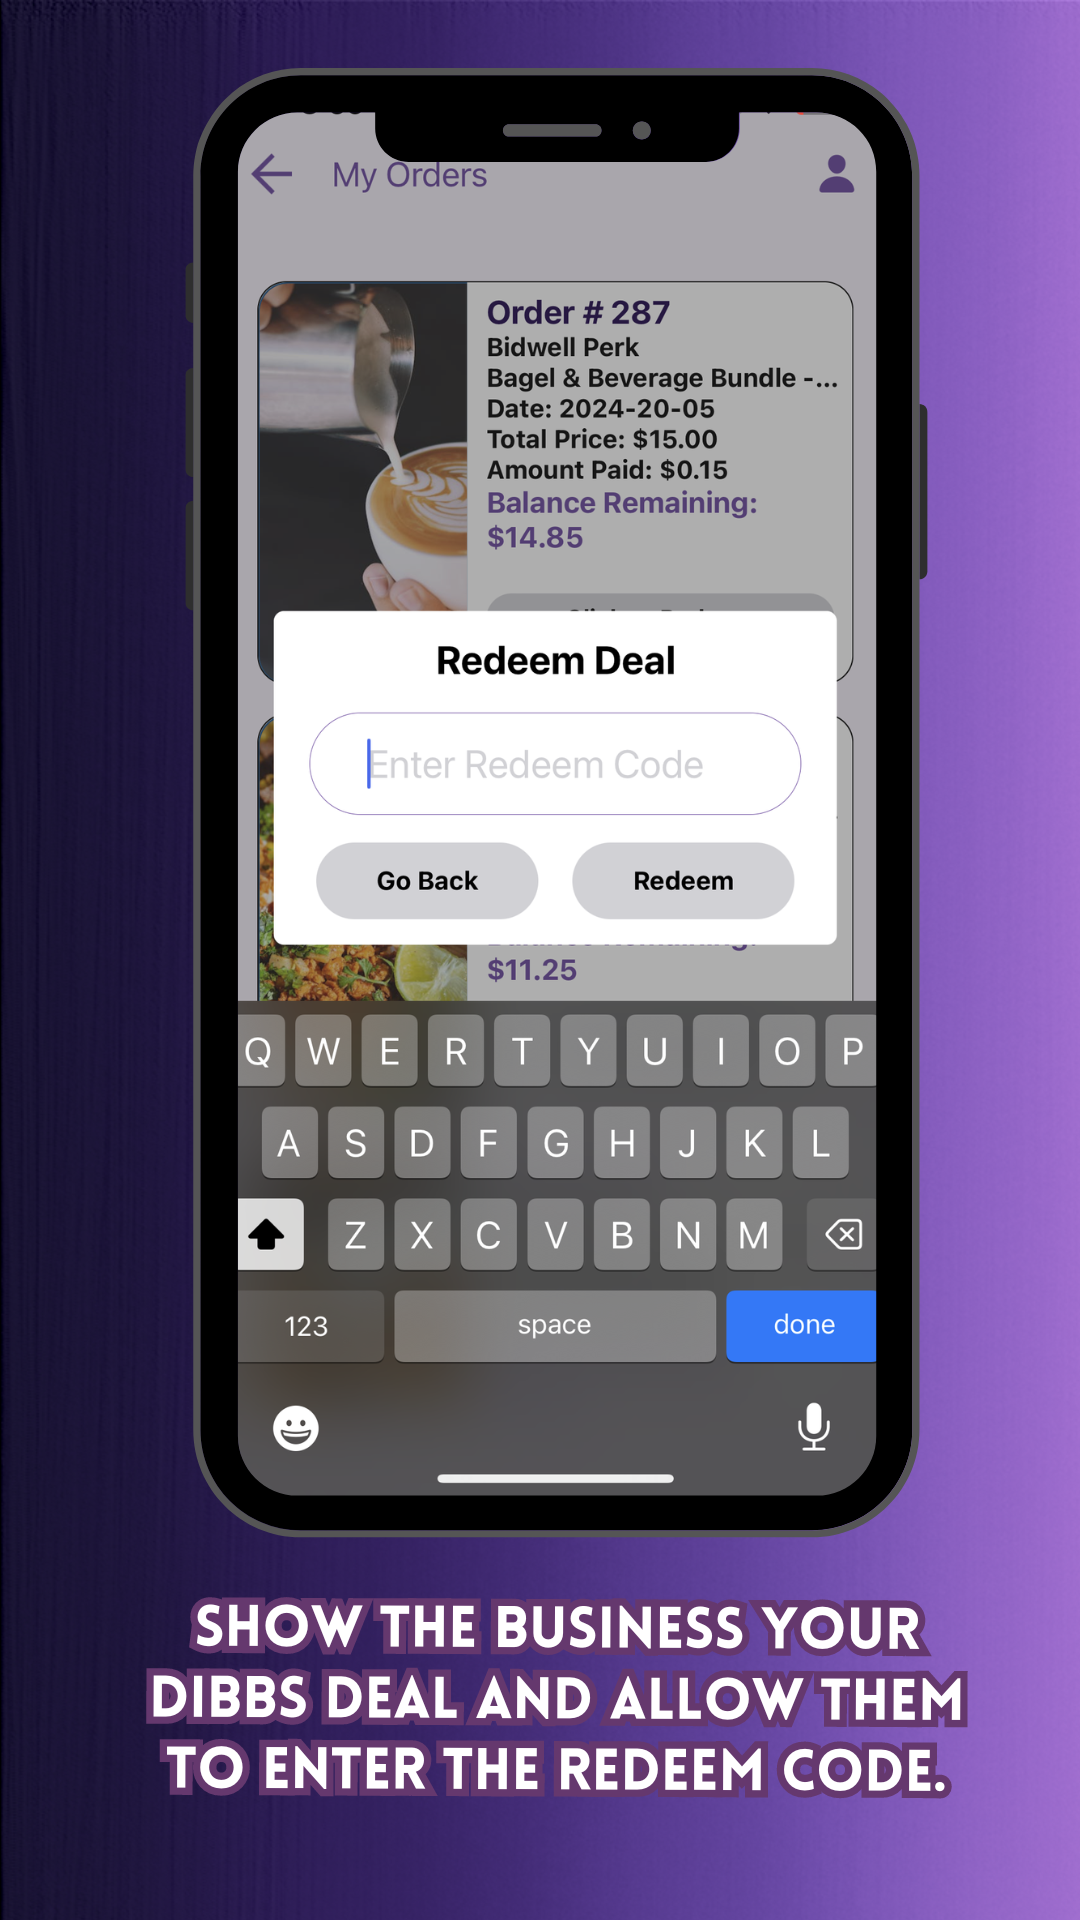 My Orders
Order # 287
Bidwell Perk
Bagel & Beverage Bundle -...
Date: 2024-20-05
Total Price: $15.00
Amount Paid: $0.15
Balance Remaining:
$14.85
Redeem Deal
Enter Redeem Code
Go Back Redeem
Balance Remaining:
$11.25
Q W E R T Y U I O P
A S D F G H J K L
Z X C V B N M
123 space done
SHOW THE BUSINESS YOUR
DIBBS DEAL AND ALLOW THEM
TO ENTER THE REDEEM CODE.